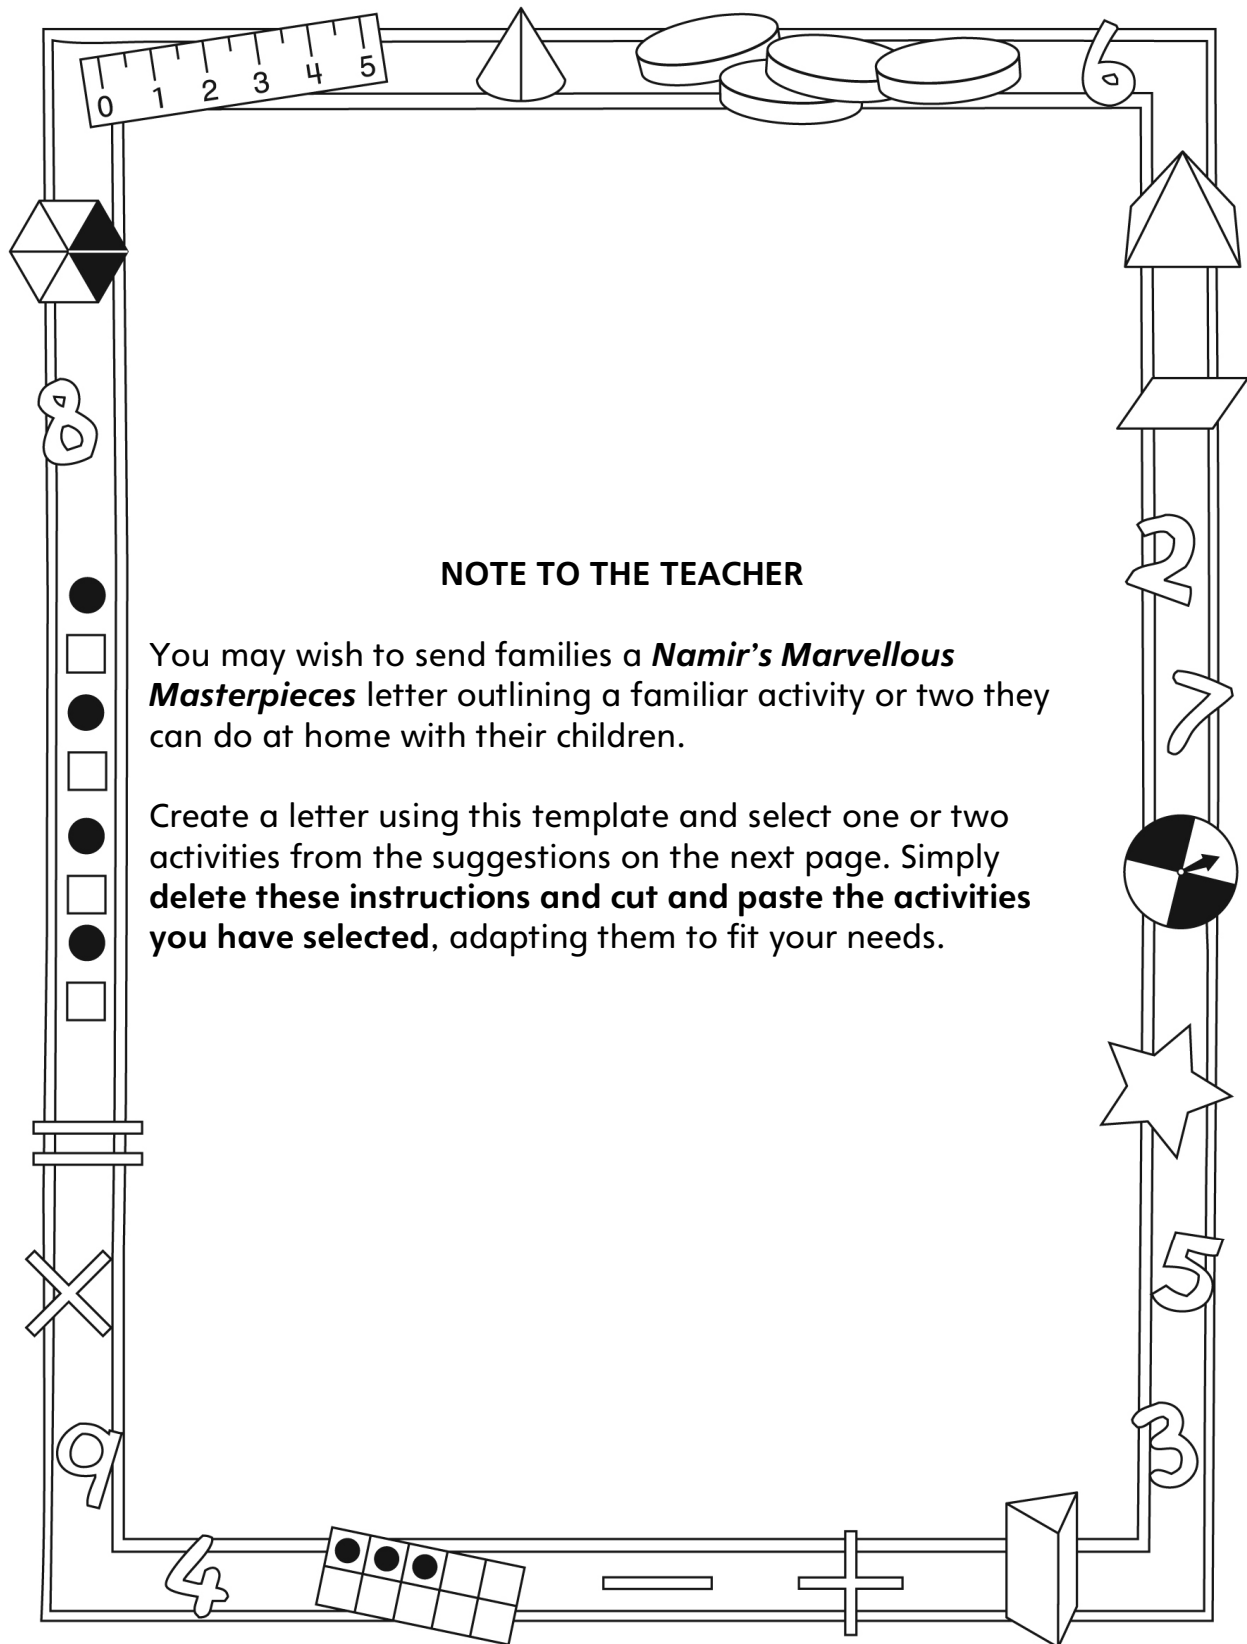 0 1 2 3 4 5
6
8
2
7
5
3
9
4
NOTE TO THE TEACHER
You may wish to send families a Namir’s Marvellous
Masterpieces letter outlining a familiar activity or two they
can do at home with their children.
Create a letter using this template and select one or two
activities from the suggestions on the next page. Simply
delete these instructions and cut and paste the activities
you have selected, adapting them to fit your needs.